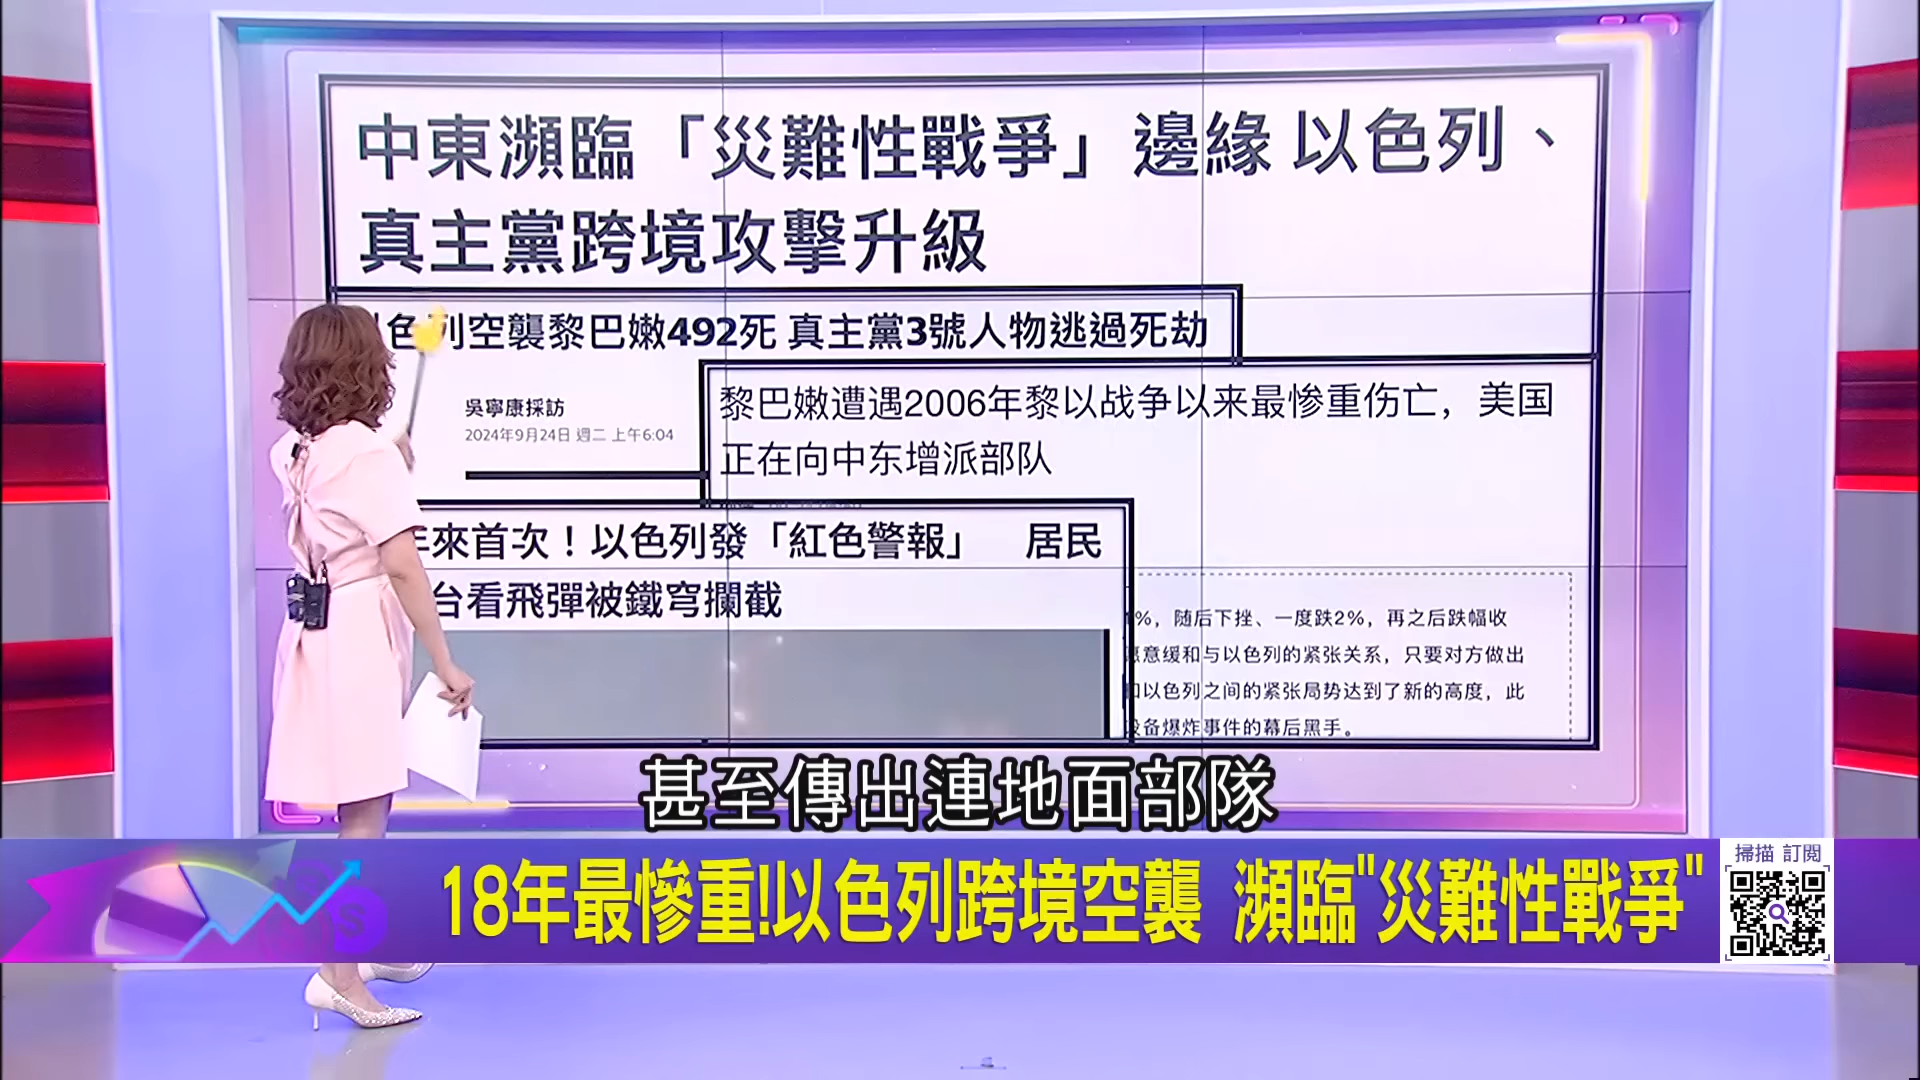 中東瀕臨「災難性戰爭」邊緣 以色列、
真主黨跨境攻擊升級
色列空襲黎巴嫩492死 真主黨3號人物逃過死劫
吳寧康採訪
2024年9月24日 週二 上午6:04
黎巴嫩遭遇2006年黎以战争以来最惨重伤亡，美国
正在向中东增派部队
年來首次！以色列發「紅色警報」 居民
台看飛彈被鐵穹攔截
%，随后下挫、一度跌2%，再之后跌幅收
愿意缓和与以色列的紧张关系，只要对方做出
和以色列之间的紧张局势达到了新的高度，此
设备爆炸事件的幕后黑手。
甚至傳出連地面部隊
18年最慘重!以色列跨境空襲 瀕臨"災難性戰爭"
掃描 訂閱